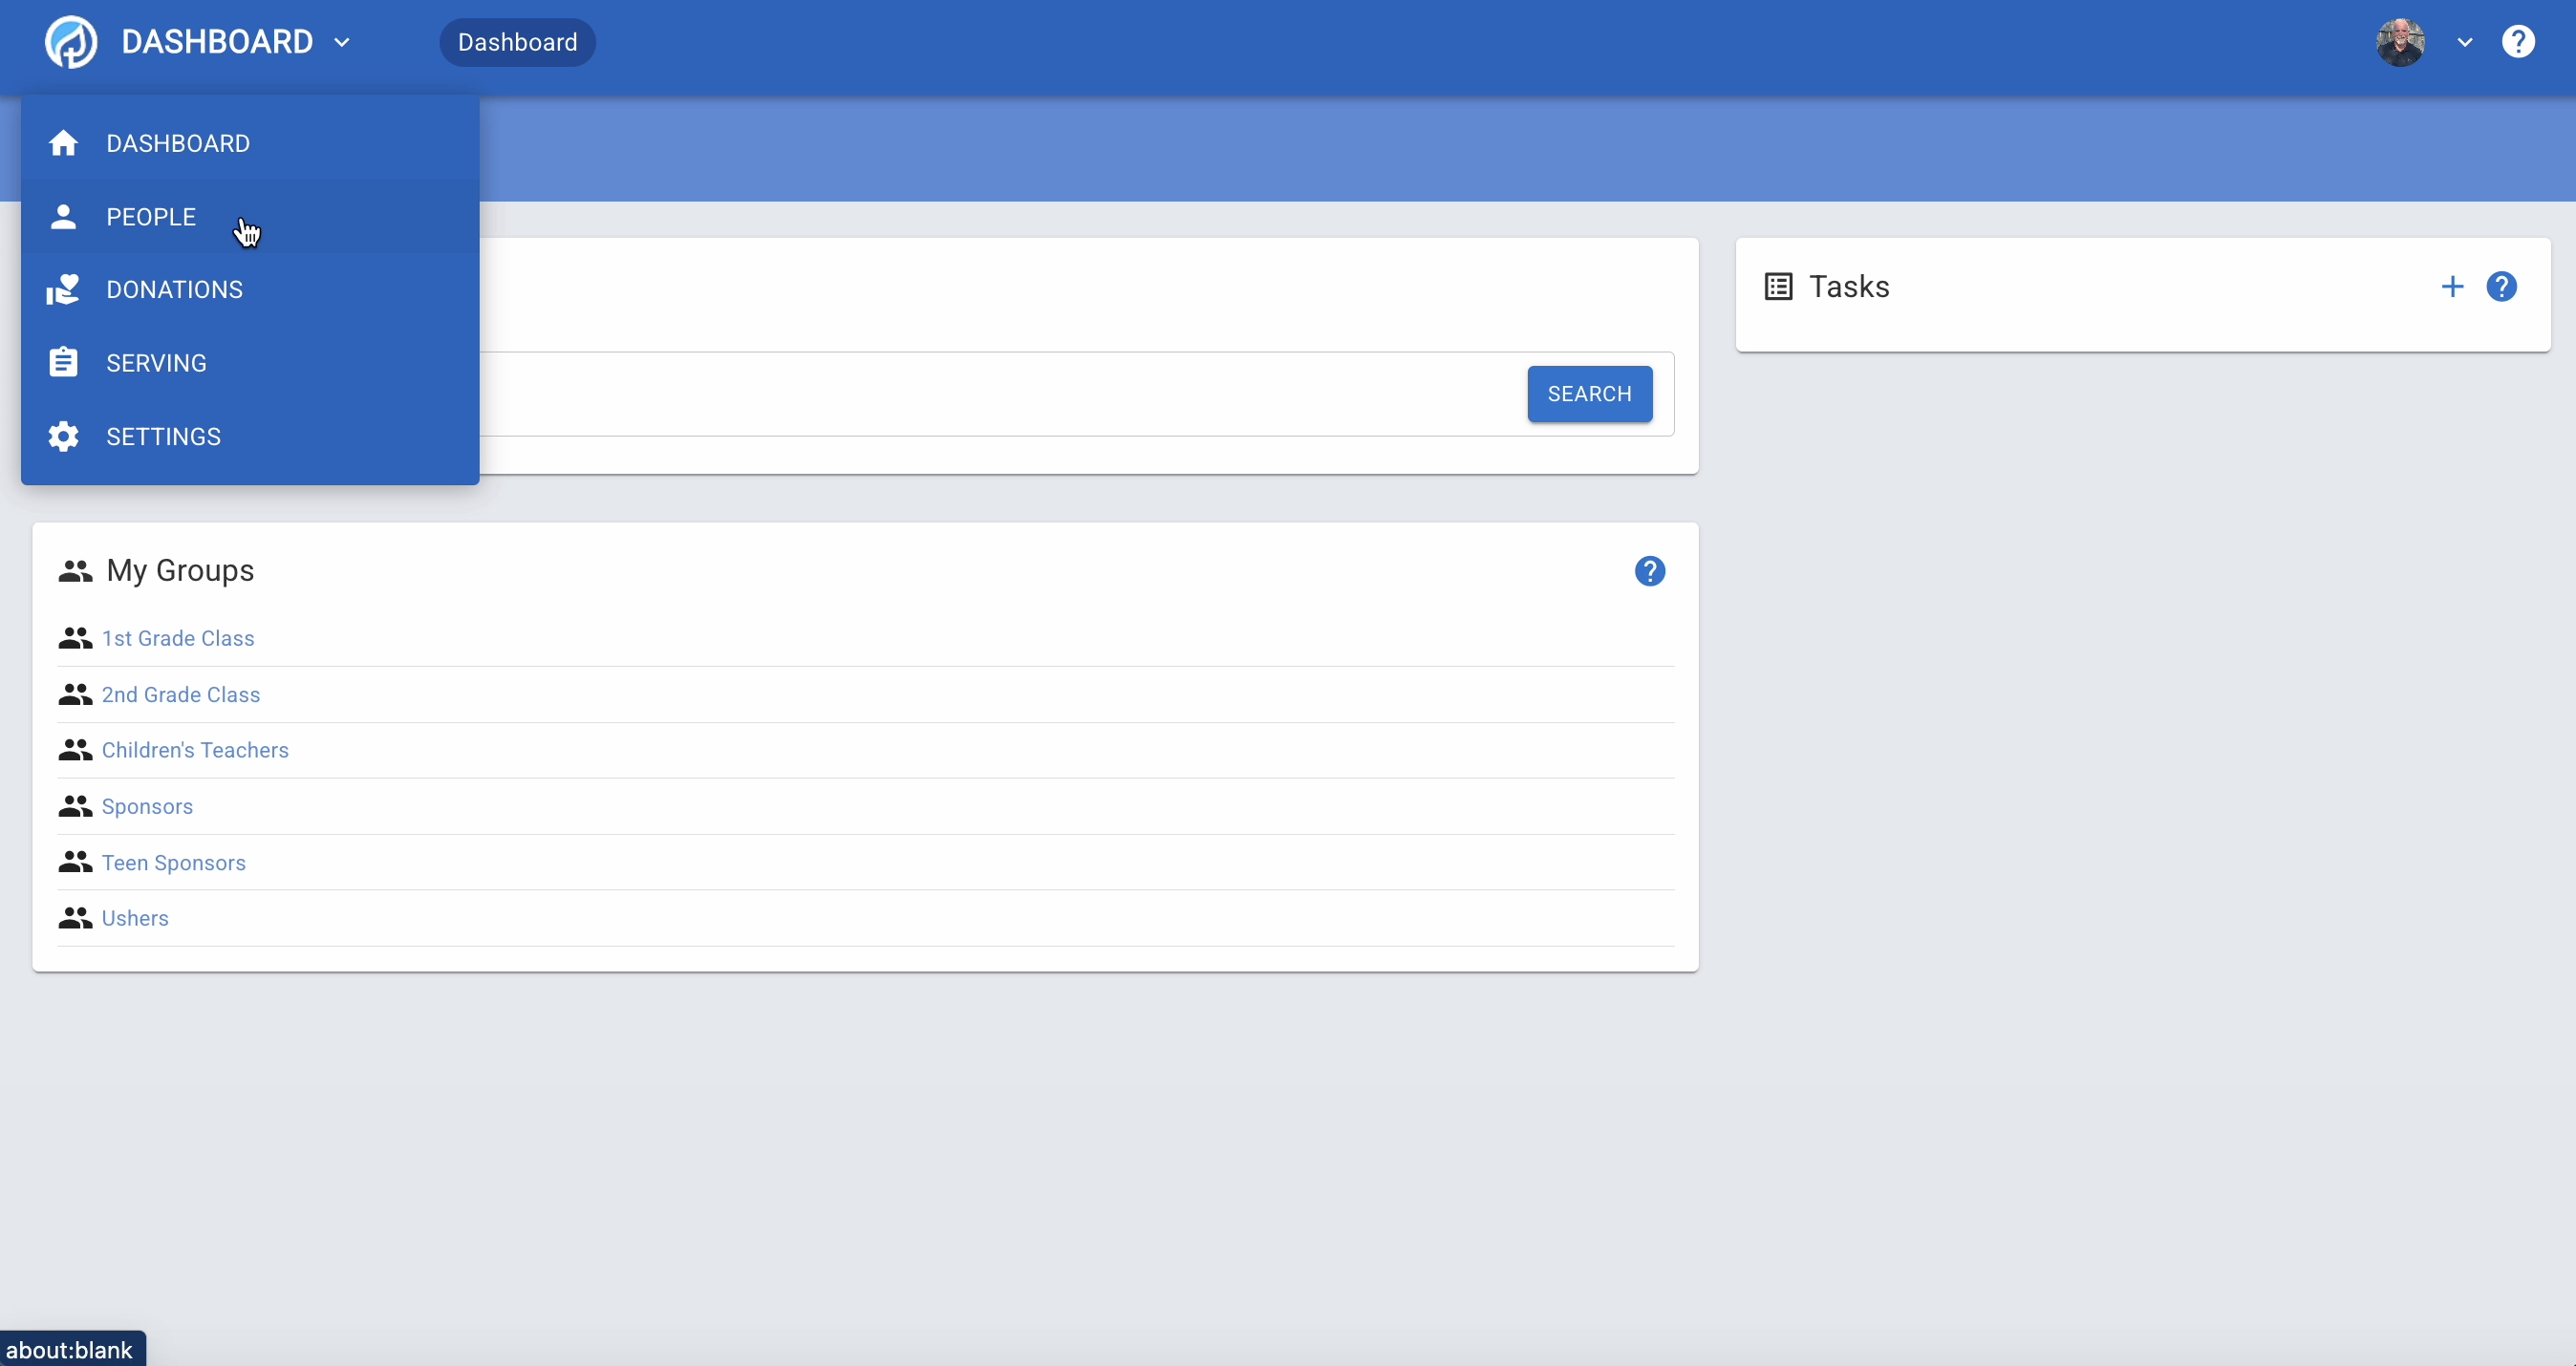 DASHBOARD
Dashboard
DASHBOARD
PEOPLE
DONATIONS
SERVING
SETTINGS
SEARCH
Tasks
My Groups
1st Grade Class
2nd Grade Class
Children's Teachers
Sponsors
Teen Sponsors
Ushers
about:blank